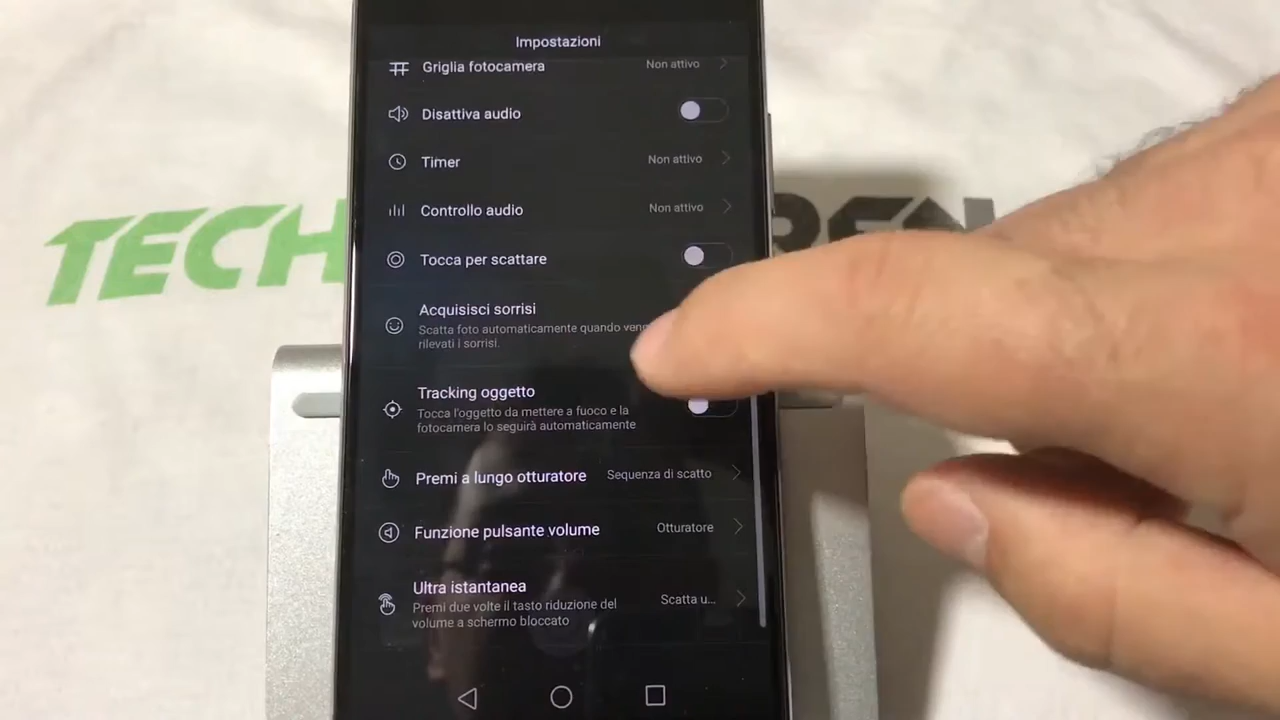 Impostazioni
Griglia fotocamera Non attivo
Disattiva audio
Timer Non attivo
Controllo audio Non attivo
Tocca per scattare
Acquisisci sorrisi
Scatta foto automaticamente quando
rilevati i sorrisi.
Tracking oggetto
Tocca l'oggetto da mettere a fuoco e la
fotocamera lo seguirà automaticamente
Premi a lungo otturatore Sequenza di scatto
Funzione pulsante volume Otturatore
Ultra istantanea
Premi due volte il tasto riduzione del Scatta u...
volume a schermo bloccato
TECH